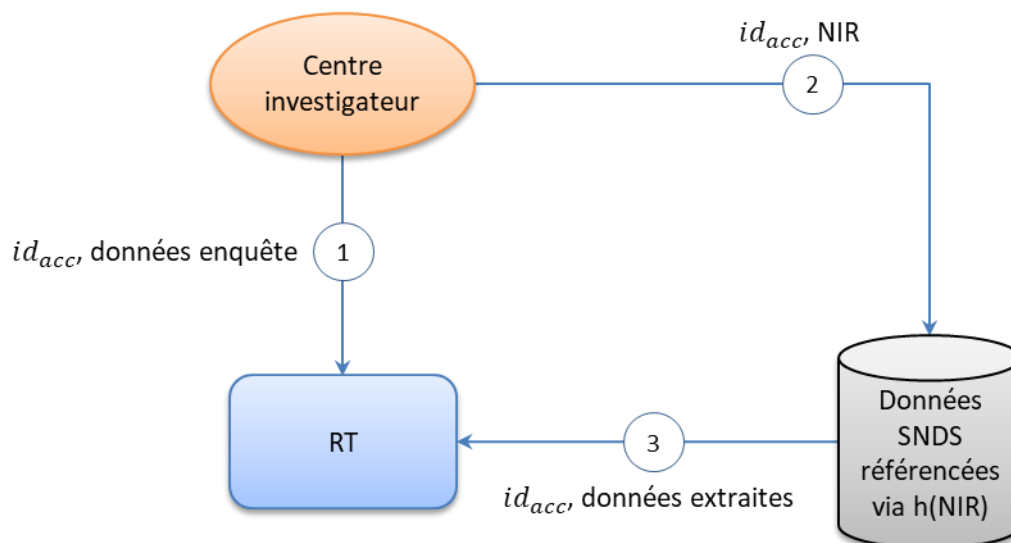 id_acc, NIR
Centre
investigateur
2
id_acc, données enquête
1
Données
SNDS
référencées
via h(NIR)
RT
3
id_acc, données extraites